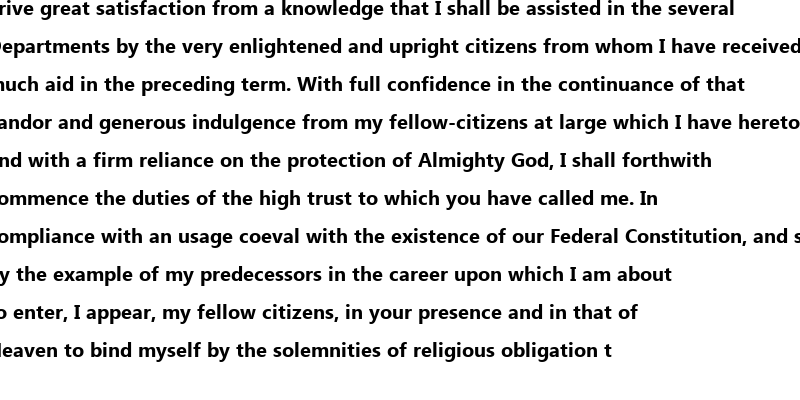 rive great satisfaction from a knowledge that I shall be assisted in the several
epartments by the very enlightened and upright citizens from whom I have received
uch aid in the preceding term. With full confidence in the continuance of that
andor and generous indulgence from my fellow-citizens at large which I have hereto
nd with a firm reliance on the protection of Almighty God, I shall forthwith
ommence the duties of the high trust to which you have called me. In
ompliance with an usage coeval with the existence of our Federal Constitution, and s
y the example of my predecessors in the career upon which I am about
o enter, I appear, my fellow citizens, in your presence and in that of
eaven to bind myself by the solemnities of religious obligation t